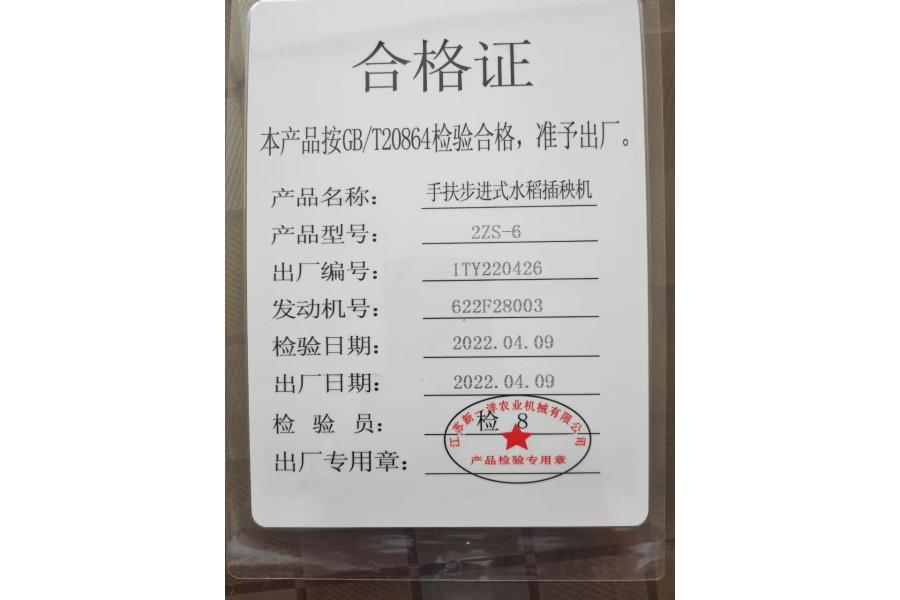 合格证
本产品按GB/T20864检验合格，准予出厂。
产品名称： 手扶步进式水稻插秧机
产品型号： 2ZS-6
出厂编号： 1TY220426
发动机号： 622F28003
检验日期： 2022.04.09
出厂日期： 2022.04.09
检 验 员： 检 8
出厂专用章：
江苏新一洋农业机械有限公司
产品检验专用章